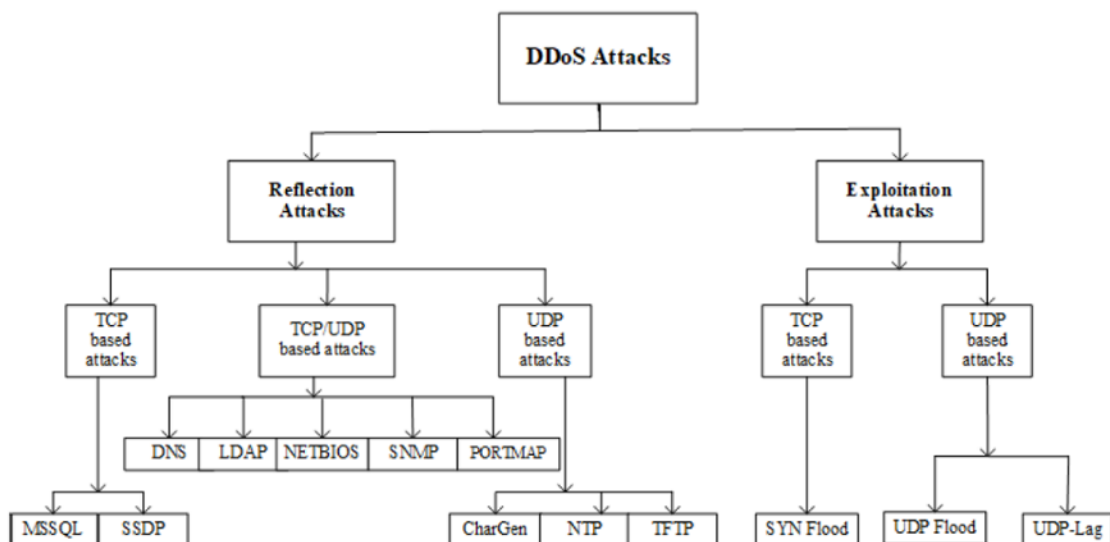 DDoS Attacks
Reflection
Attacks
Exploitation
Attacks
TCP
based
attacks
TCP/UDP
based attacks
UDP
based
attacks
TCP
based
attacks
UDP
based
attacks
DNS
LDAP
NETBIOS
SNMP
PORTMAP
MSSQL
SSDP
CharGen
NTP
TFTP
SYN Flood
UDP Flood
UDP-Lag